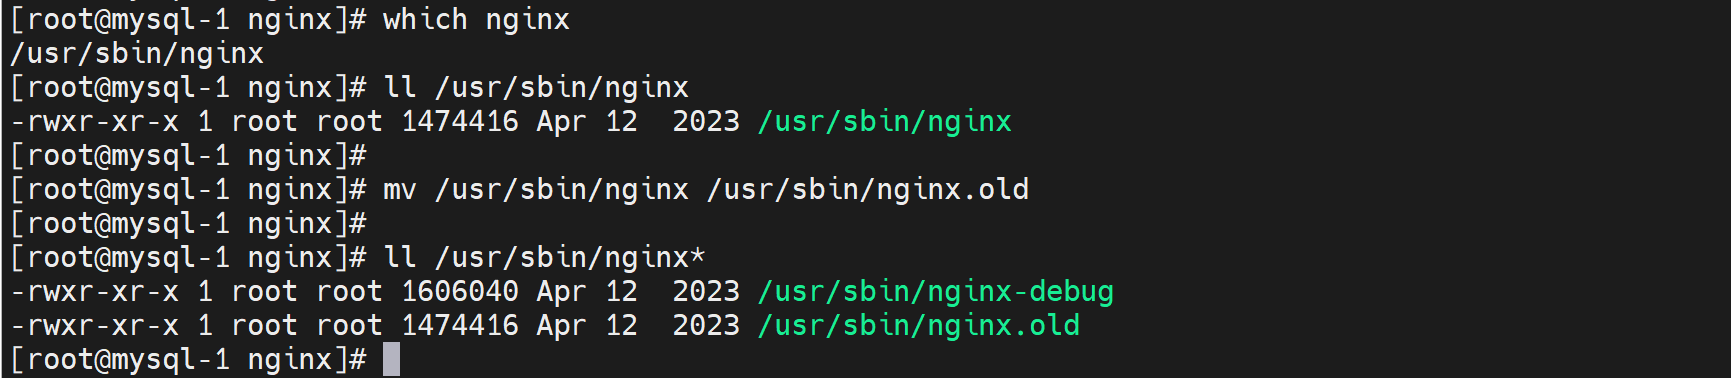 [root@mysql-1 nginx]# which nginx
/usr/sbin/nginx
[root@mysql-1 nginx]# ll /usr/sbin/nginx
-rwxr-xr-x 1 root root 1474416 Apr 12  2023 /usr/sbin/nginx
[root@mysql-1 nginx]#
[root@mysql-1 nginx]# mv /usr/sbin/nginx /usr/sbin/nginx.old
[root@mysql-1 nginx]#
[root@mysql-1 nginx]# ll /usr/sbin/nginx*
-rwxr-xr-x 1 root root 1606040 Apr 12  2023 /usr/sbin/nginx-debug
-rwxr-xr-x 1 root root 1474416 Apr 12  2023 /usr/sbin/nginx.old
[root@mysql-1 nginx]#